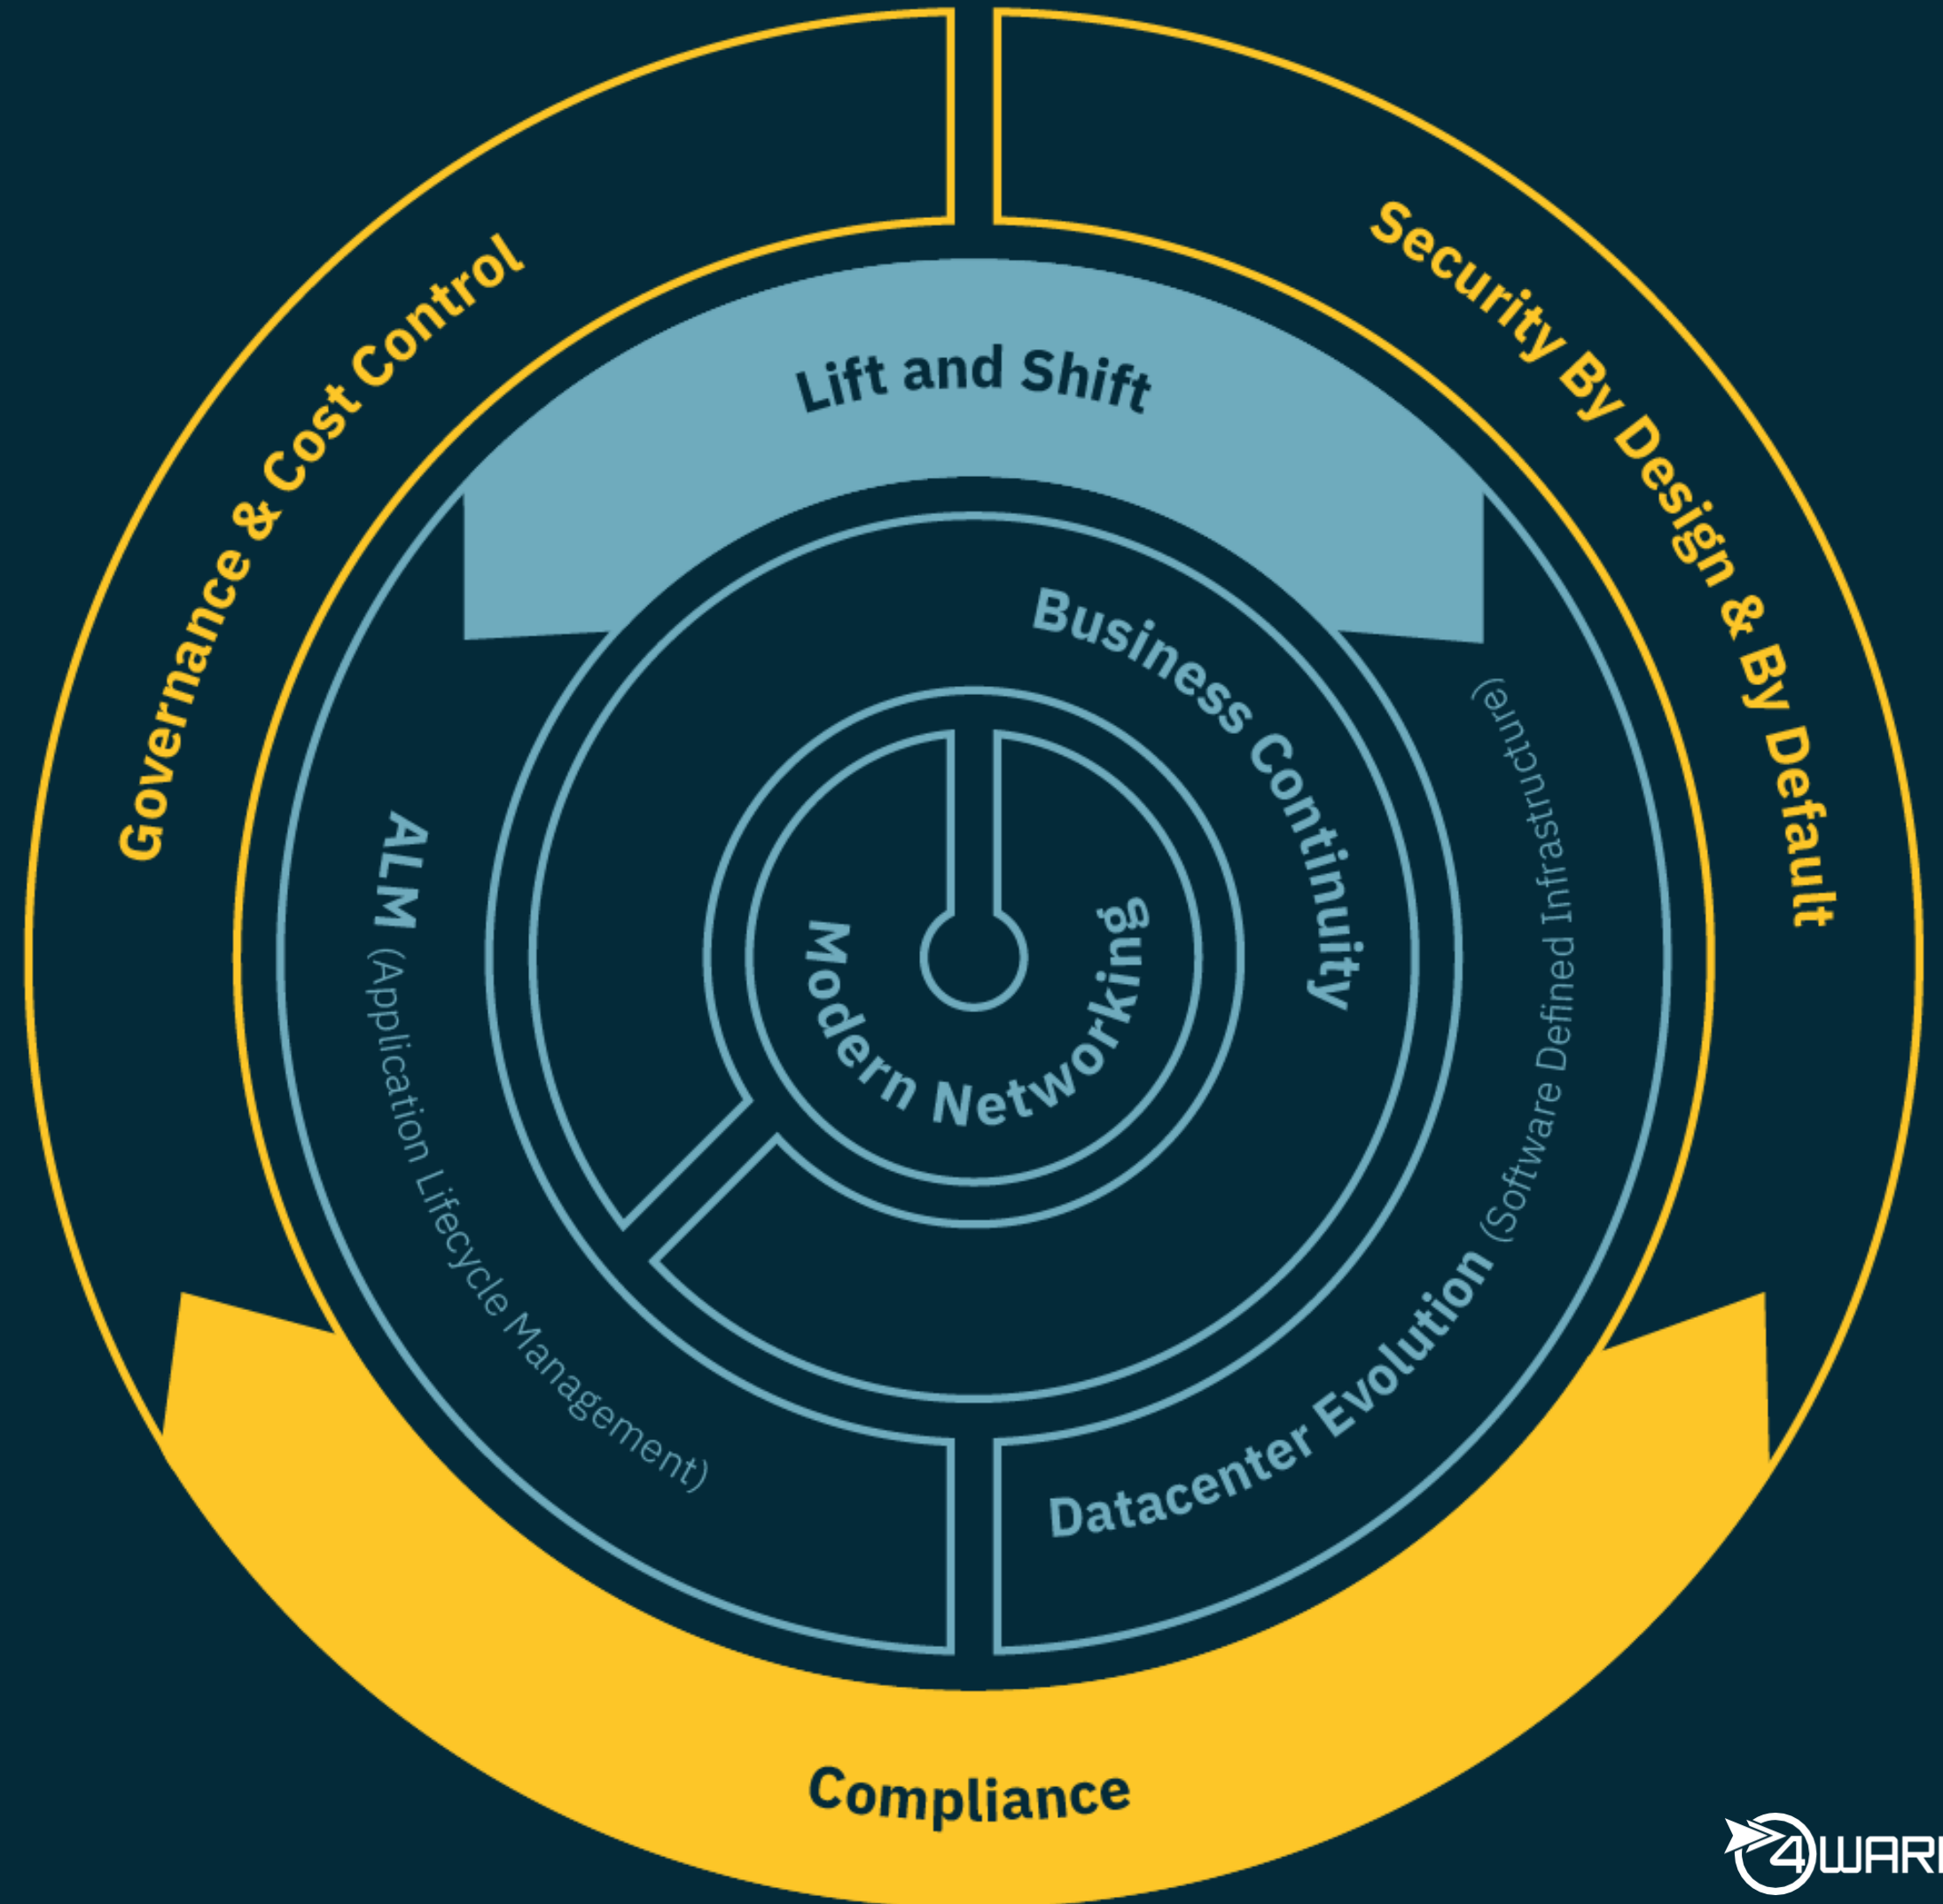 Governance & Cost Control
Security By Design & By Default
Lift and Shift
Business Continuity
Modern Networking
ALM (Application Lifecycle Management)
Datacenter Evolution (Software Defined Infrastructure)
Compliance